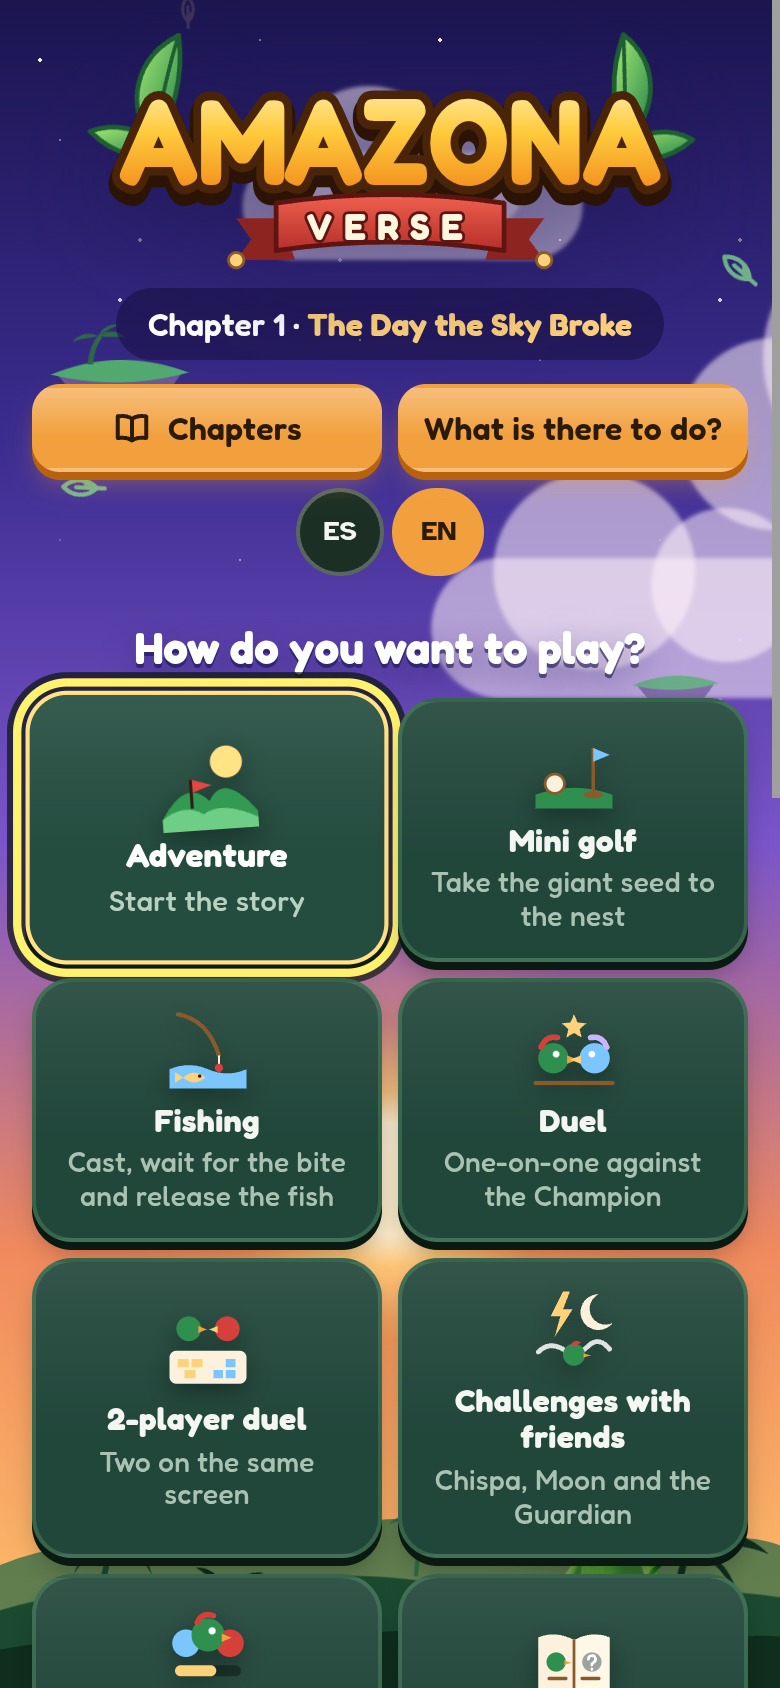 AMAZONA
VERSE
Chapter 1 · The Day the Sky Broke
Chapters
What is there to do?
ES
EN
How do you want to play?
Adventure
Start the story
Mini golf
Take the giant seed to
the nest
Fishing
Cast, wait for the bite
and release the fish
Duel
One-on-one against
the Champion
2-player duel
Two on the same
screen
Challenges with
friends
Chispa, Moon and the
Guardian
?